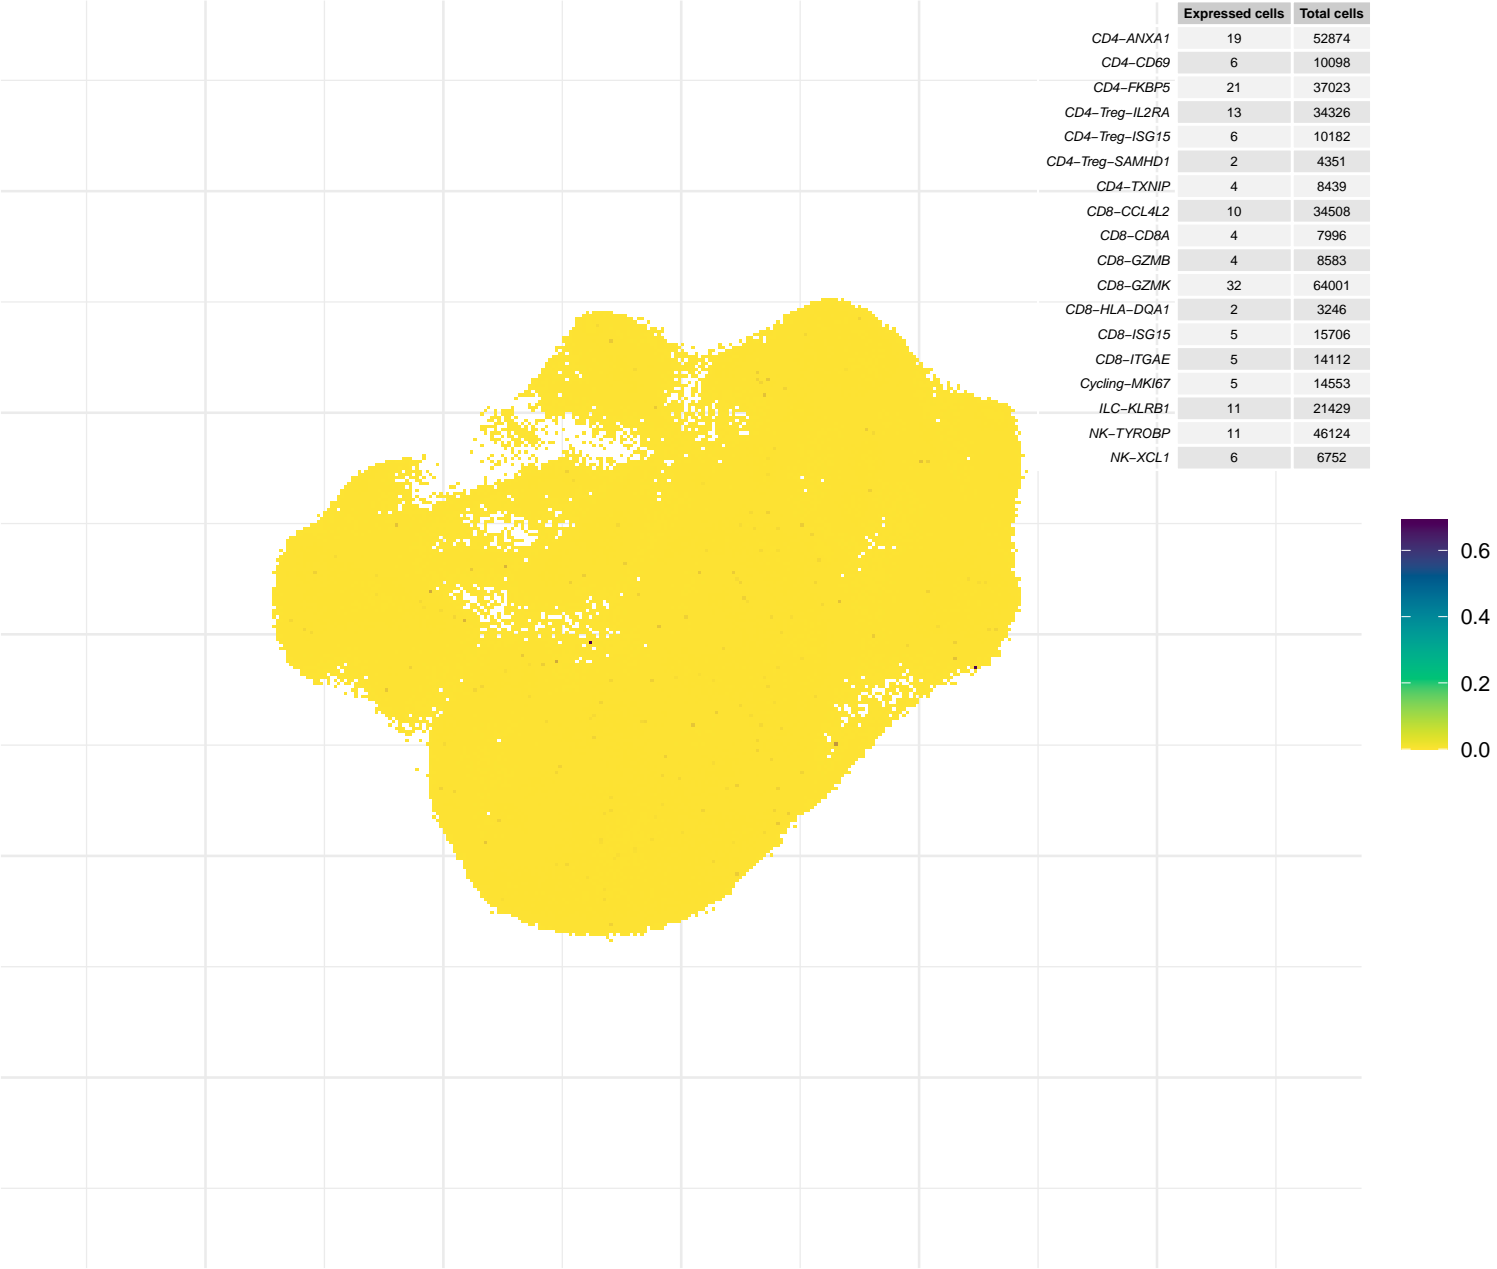 Expressed cells Total cells
CD4−ANXA1 19 52874
CD4−CD69 6 10098
CD4−FKBP5 21 37023
CD4−Treg−IL2RA 13 34326
CD4−Treg−ISG15 6 10182
CD4−Treg−SAMHD1 2 4351
CD4−TXNIP 4 8439
CD8−CCL4L2 10 34508
CD8−CD8A 4 7996
CD8−GZMB 4 8583
CD8−GZMK 32 64001
CD8−HLA−DQA1 2 3246
CD8−ISG15 5 15706
CD8−ITGAE 5 14112
Cycling−MKI67 5 14553
ILC−KLRB1 11 21429
NK−TYROBP 11 46124
NK−XCL1 6 6752
0.6
0.4
0.2
0.0